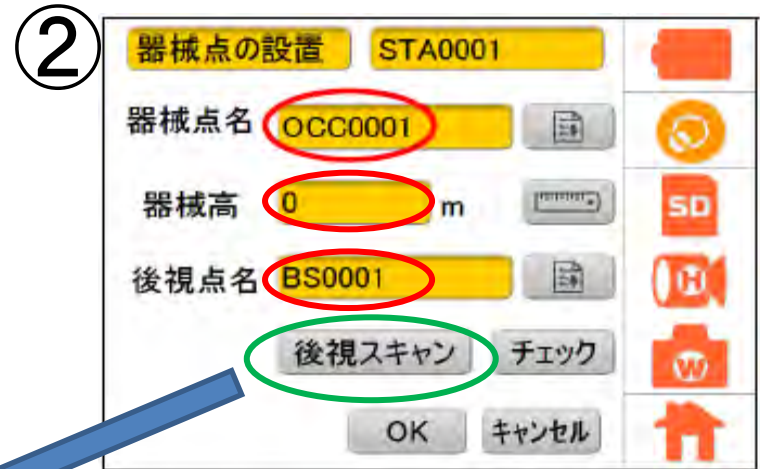 ②
器械点の設置 STA0001
器械点名 OCC0001
器械高 0 m
SD
後視点名 BS0001
H
後視スキャン チェック
W
OK キャンセル